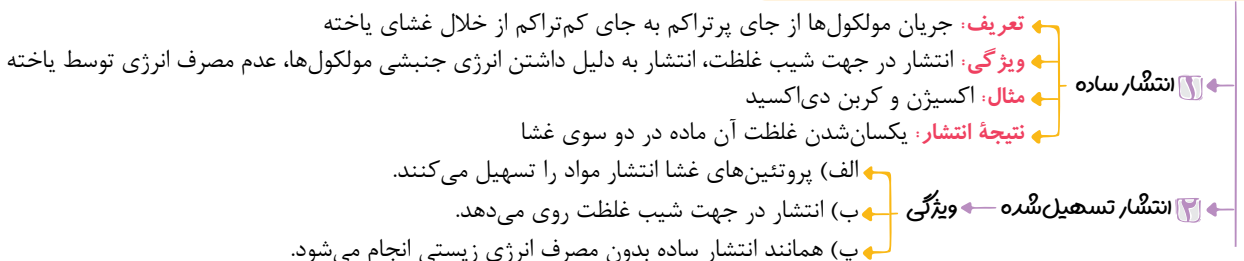 تعریف: جریان مولکول‌ها از جای پرتراکم به جای کم‌تراکم از خلال غشای یاخته
ویژگی: انتشار در جهت شیب غلظت، انتشار به دلیل داشتن انرژی جنبشی مولکول‌ها، عدم مصرف انرژی توسط یاخته
۱ انتشار ساده
مثال: اکسیژن و کربن دی‌اکسید
نتیجهٔ انتشار: یکسان‌شدن غلظت آن ماده در دو سوی غشا
الف) پروتئین‌های غشا انتشار مواد را تسهیل می‌کنند.
۲ انتشار تسهیل‌شده ویژگی ب) انتشار در جهت شیب غلظت روی می‌دهد.
پ) همانند انتشار ساده بدون مصرف انرژی زیستی انجام می‌شود.